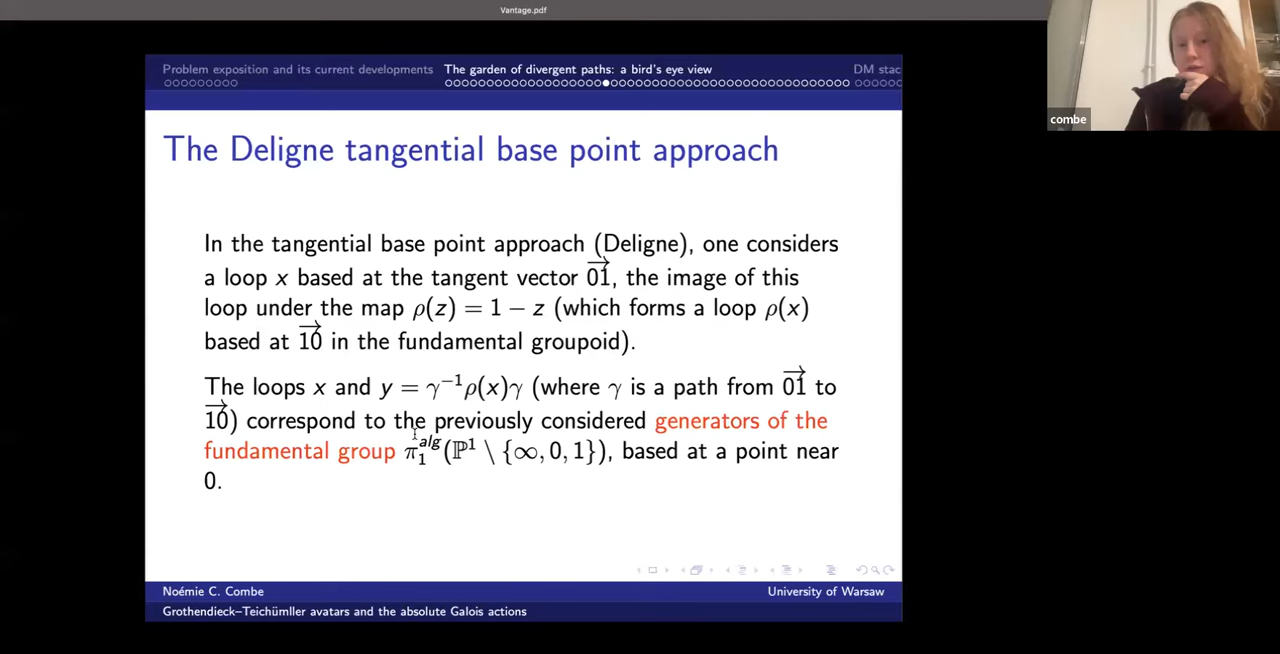 Vantage.pdf
combe
Problem exposition and its current developments The garden of divergent paths: a bird's eye view DM stac
The Deligne tangential base point approach
In the tangential base point approach (Deligne), one considers
a loop x based at the tangent vector \overrightarrow{01}, the image of this
loop under the map ρ(z) = 1 − z (which forms a loop ρ(x)
based at \overrightarrow{10} in the fundamental groupoid).
The loops x and y = γ⁻¹ρ(x)γ (where γ is a path from \overrightarrow{01} to
\overrightarrow{10}) correspond to the previously considered generators of the
fundamental group π₁^{alg}(ℙ¹ \ {∞, 0, 1}), based at a point near
0.
Noémie C. Combe University of Warsaw
Grothendieck–Teichümller avatars and the absolute Galois actions